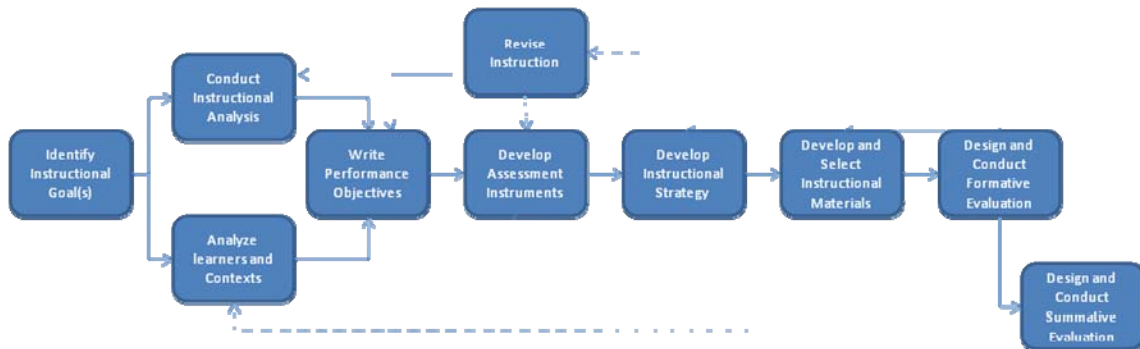 Revise
Instruction
Conduct
Instructional
Analysis
Identify
Instructional
Goal(s)
Write
Performance
Objectives
Develop
Assessment
Instruments
Develop
Instructional
Strategy
Develop and
Select
Instructional
Materials
Design and
Conduct
Formative
Evaluation
Analyze
learners and
Contexts
Design and
Conduct
Summative
Evaluation